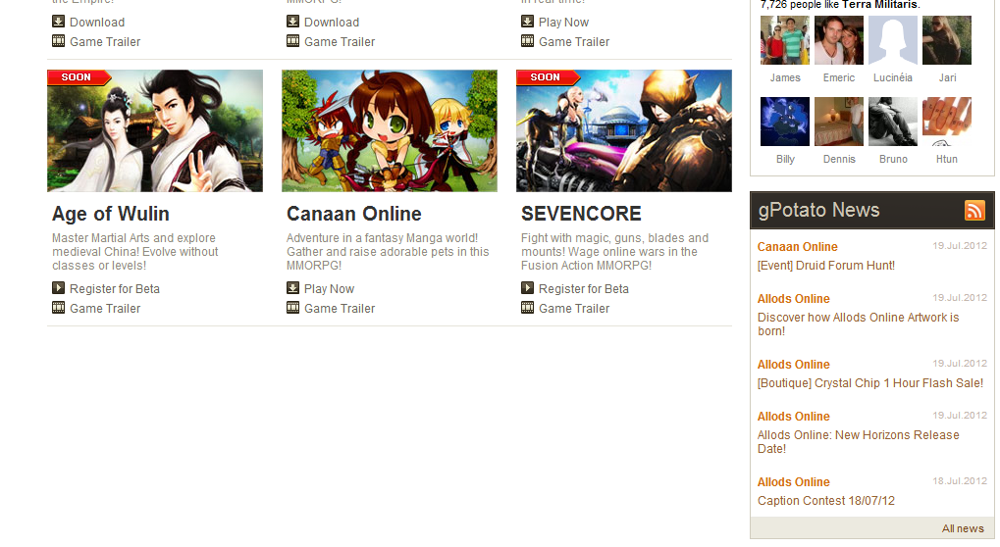 the Empire!
MMORPG!
in real time!
Download
Download
Play Now
Game Trailer
Game Trailer
Game Trailer
SOON
Age of Wulin
Master Martial Arts and explore
medieval China! Evolve without
classes or levels!
Register for Beta
Game Trailer
Canaan Online
Adventure in a fantasy Manga world!
Gather and raise adorable pets in this
MMORPG!
Play Now
Game Trailer
SOON
SEVENCORE
Fight with magic, guns, blades and
mounts! Wage online wars in the
Fusion Action MMORPG!
Register for Beta
Game Trailer
7,726 people like Terra Militaris.
James Emeric Lucinéia Jari
Billy Dennis Bruno Htun
gPotato News
Canaan Online 19.Jul.2012
[Event] Druid Forum Hunt!
Allods Online 19.Jul.2012
Discover how Allods Online Artwork is
born!
Allods Online 19.Jul.2012
[Boutique] Crystal Chip 1 Hour Flash Sale!
Allods Online 19.Jul.2012
Allods Online: New Horizons Release
Date!
Allods Online 18.Jul.2012
Caption Contest 18/07/12
All news